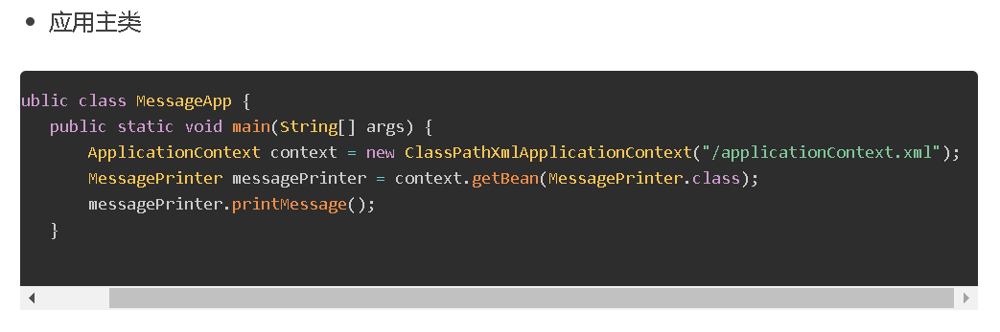 应用主类
ublic class MessageApp {
public static void main(String[] args) {
ApplicationContext context = new ClassPathXmlApplicationContext("/applicationContext.xml");
MessagePrinter messagePrinter = context.getBean(MessagePrinter.class);
messagePrinter.printMessage();
}